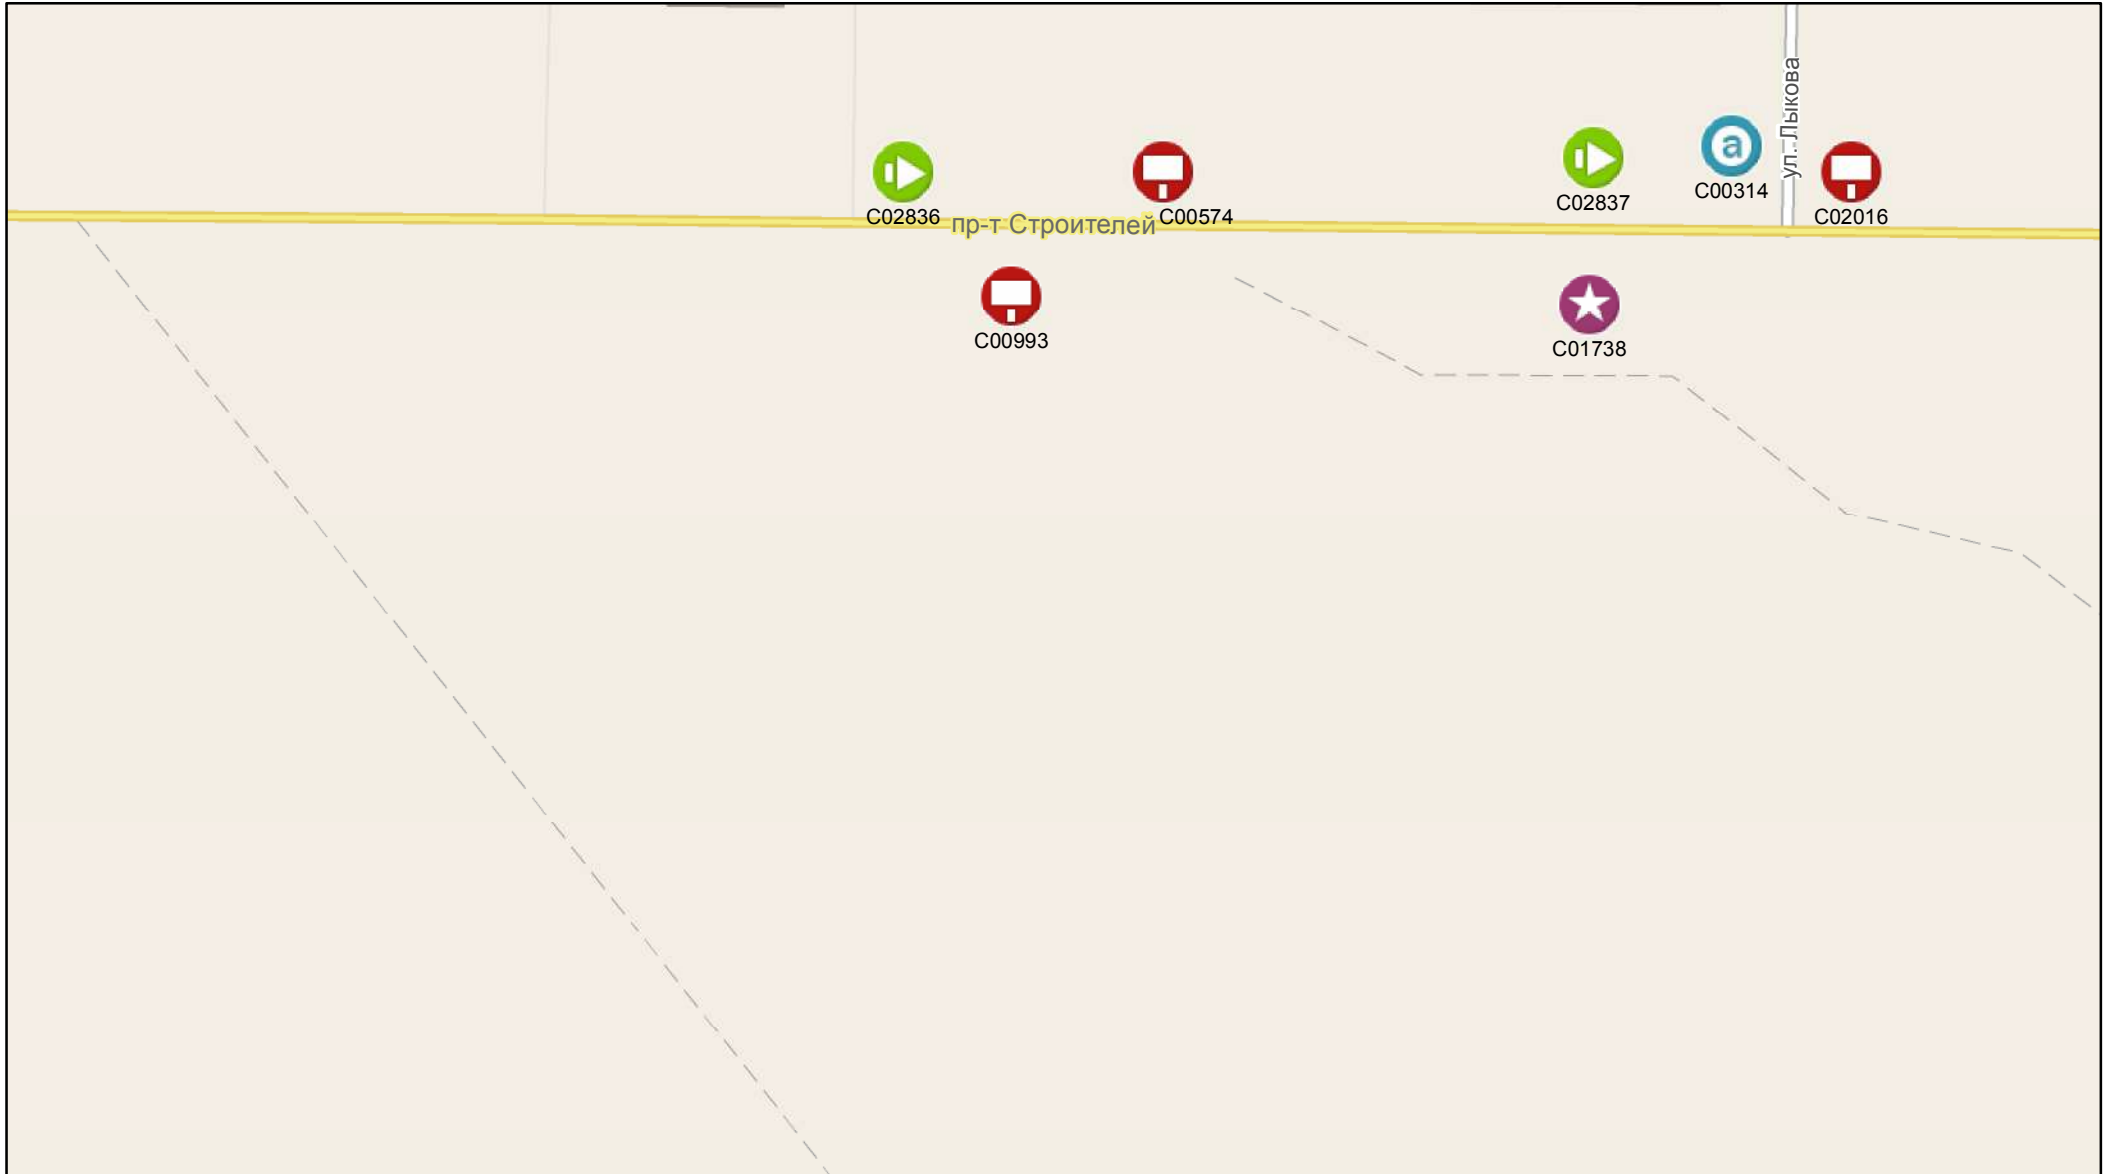 ул. Лыкова
C00314
C02837
C02836
C00574
C02016
пр-т Строителей
C00993
C01738